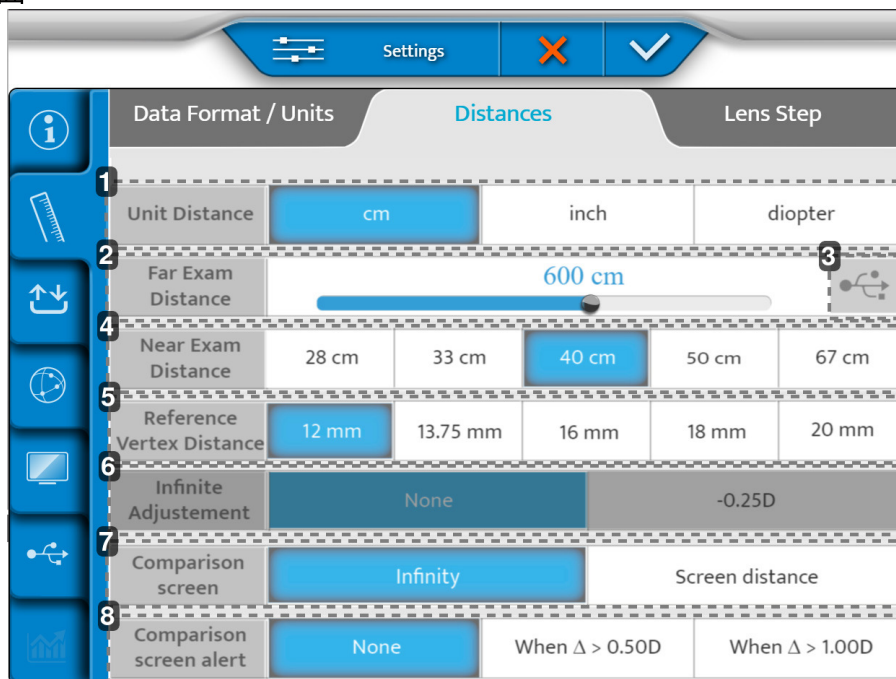 Settings
Data Format / Units Distances Lens Step
1
Unit Distance cm inch diopter
2 3
Far Exam 600 cm
Distance
4
Near Exam
Distance 28 cm 33 cm 40 cm 50 cm 67 cm
5
Reference
Vertex Distance 12 mm 13.75 mm 16 mm 18 mm 20 mm
6
Infinite
Adjustement None -0.25D
7
Comparison
screen Infinity Screen distance
8
Comparison
screen alert None When Δ > 0.50D When Δ > 1.00D